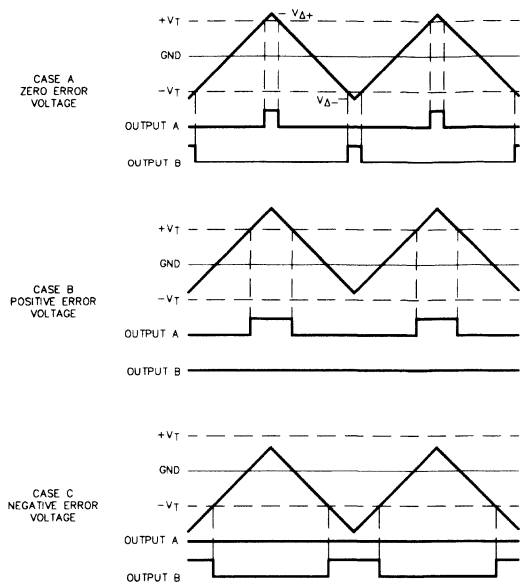 +VT
VΔ+
GND
CASE A
ZERO ERROR
VOLTAGE
-VT
VΔ-
OUTPUT A
OUTPUT B
+VT
GND
CASE B
POSITIVE ERROR
VOLTAGE
-VT
OUTPUT A
OUTPUT B
+VT
GND
CASE C
NEGATIVE ERROR
VOLTAGE
-VT
OUTPUT A
OUTPUT B